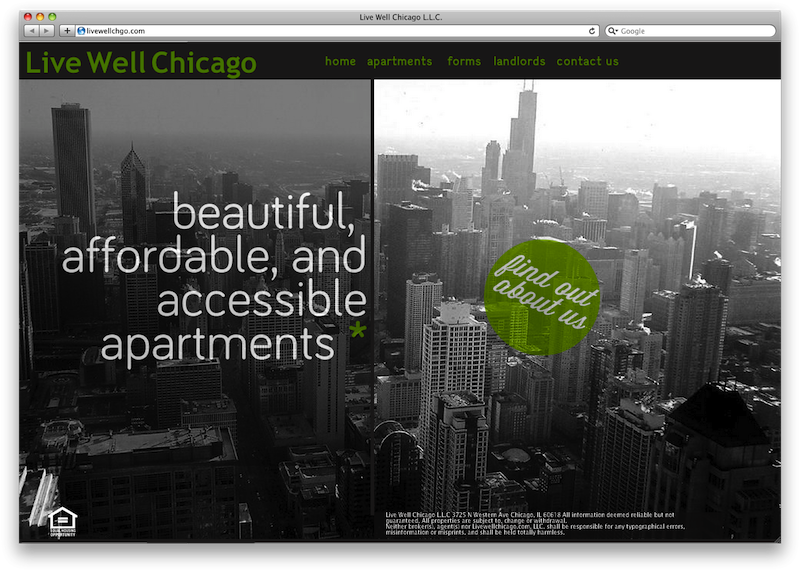 Live Well Chicago L.L.C.
livewellchgo.com
Google
Live Well Chicago
home apartments forms landlords contact us
beautiful,
affordable, and
accessible
apartments *
find out
about us
EQUAL HOUSING
OPPORTUNITY
Live Well Chicago L.L.C 3725 N Western Ave Chicago, IL 60618 All information deemed reliable but not
guaranteed, All properties are subject to, change or withdrawal.
Neither broker(s), agent(s) nor Livewellchicago.com, LLC. shall be responsible for any typographical errors,
misinformation or misprints, and shall be held totally harmless.